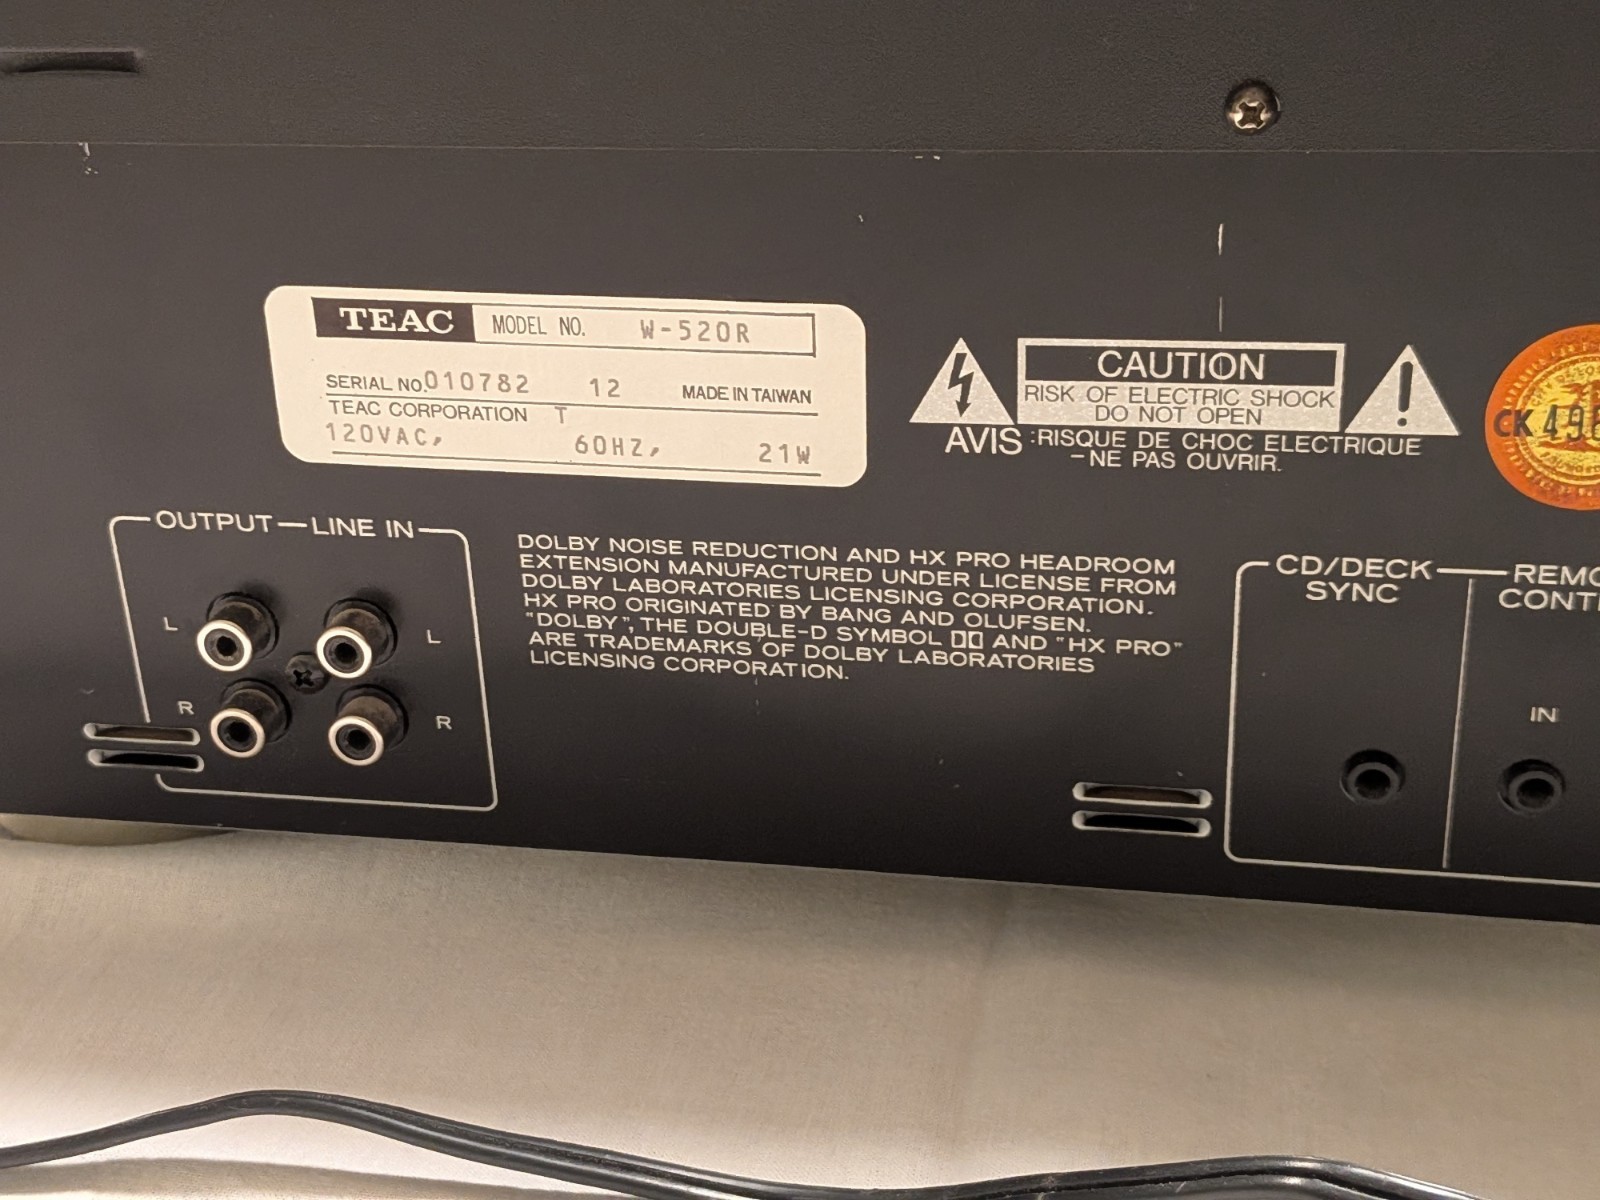 TEAC MODEL NO. W-520R
SERIAL NO. 010782 12 MADE IN TAIWAN
TEAC CORPORATION T
120VAC, 60HZ, 21W
CAUTION
RISK OF ELECTRIC SHOCK
DO NOT OPEN
AVIS :RISQUE DE CHOC ELECTRIQUE
-NE PAS OUVRIR.
CK 496
OUTPUT LINE IN
L L
R R
DOLBY NOISE REDUCTION AND HX PRO HEADROOM
EXTENSION MANUFACTURED UNDER LICENSE FROM
DOLBY LABORATORIES LICENSING CORPORATION.
HX PRO ORIGINATED BY BANG AND OLUFSEN.
"DOLBY", THE DOUBLE-D SYMBOL AND "HX PRO"
ARE TRADEMARKS OF DOLBY LABORATORIES
LICENSING CORPORATION.
CD/DECK
SYNC
REMO
CONT
IN